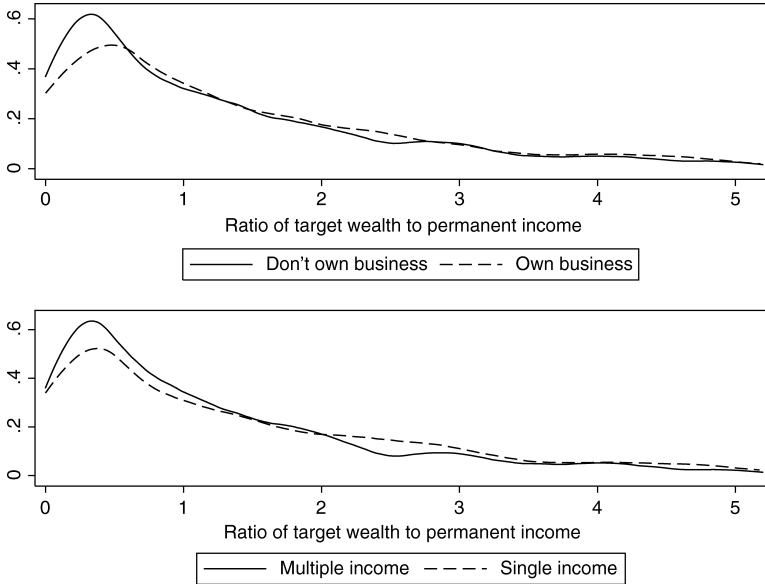 .6
.4
.2
0
0 1 2 3 4 5
Ratio of target wealth to permanent income
Don't own business Own business
.6
.4
.2
0
0 1 2 3 4 5
Ratio of target wealth to permanent income
Multiple income Single income